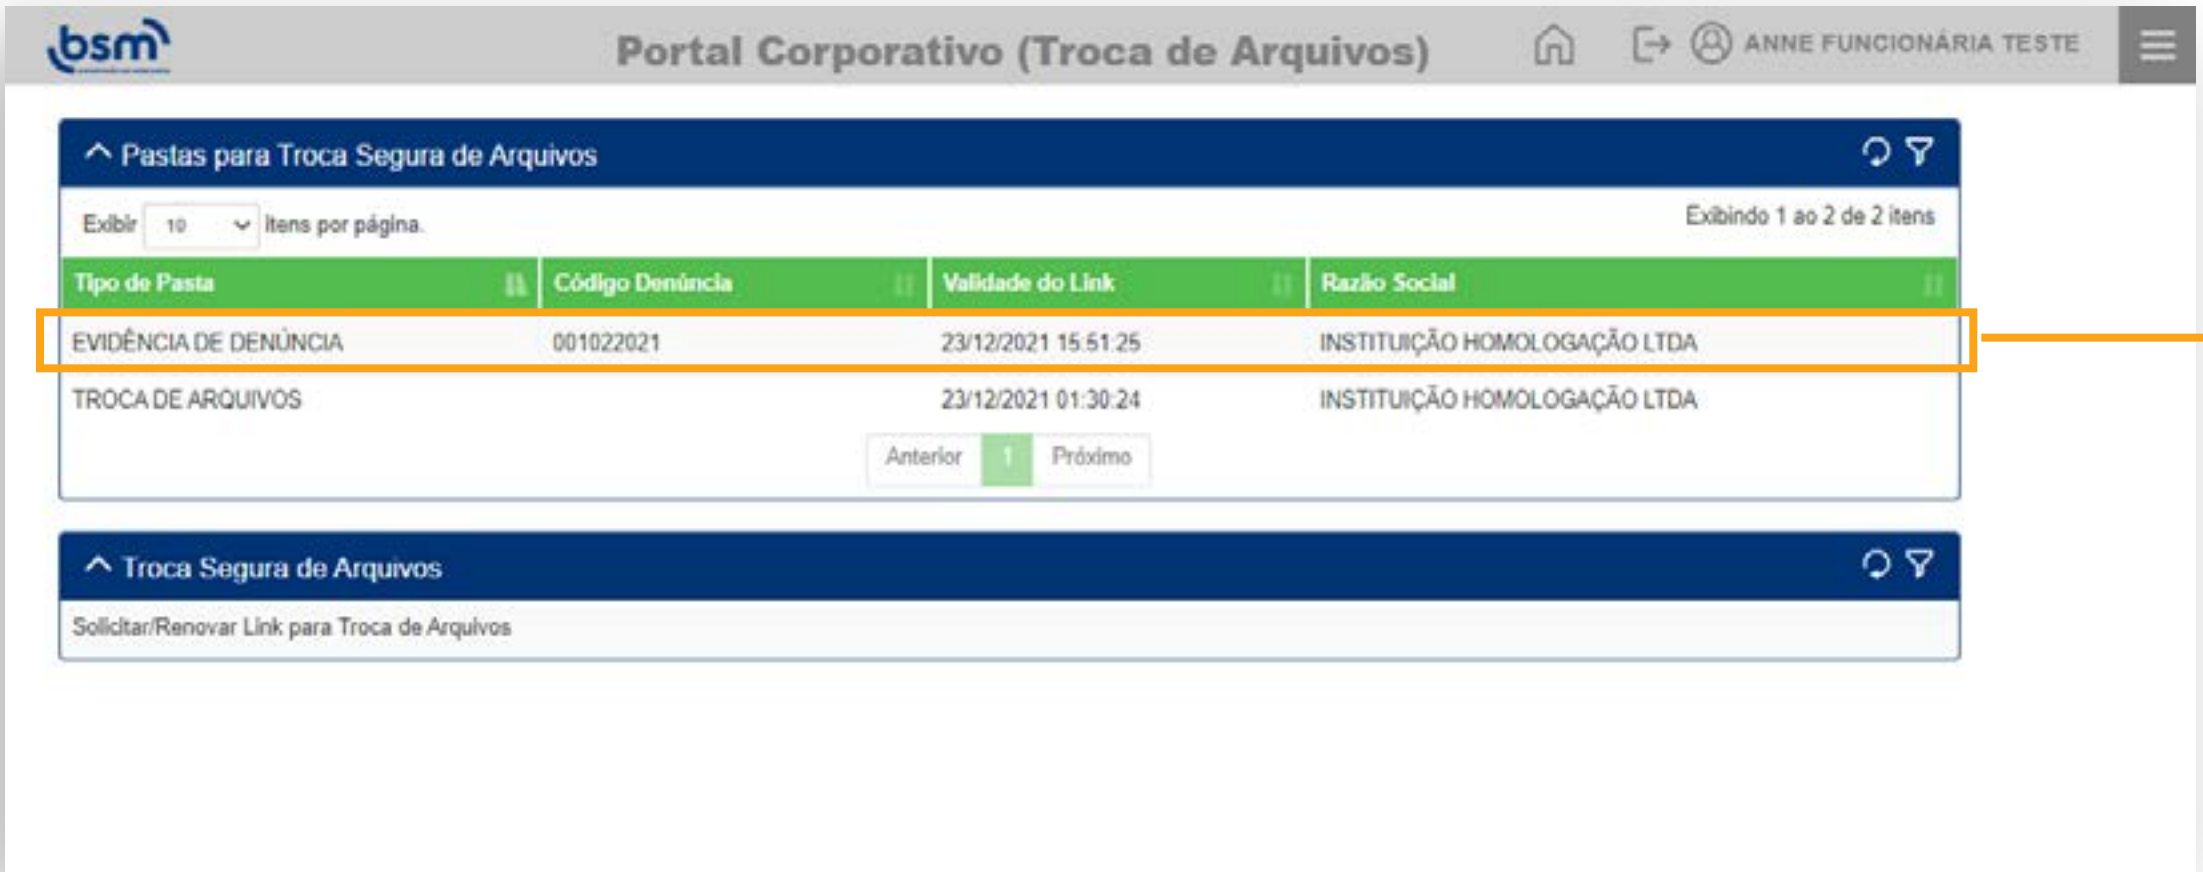 bsm
Portal Corporativo (Troca de Arquivos)
ANNE FUNCIONÁRIA TESTE
Pastas para Troca Segura de Arquivos
Exibir 10 Itens por página.
Exibindo 1 ao 2 de 2 itens
Tipo de Pasta Código Denúncia Validade do Link Razão Social
EVIDÊNCIA DE DENÚNCIA 001022021 23/12/2021 15:51:25 INSTITUIÇÃO HOMOLOGAÇÃO LTDA
TROCA DE ARQUIVOS 23/12/2021 01:30:24 INSTITUIÇÃO HOMOLOGAÇÃO LTDA
Anterior 1 Próximo
Troca Segura de Arquivos
Solicitar/Renovar Link para Troca de Arquivos